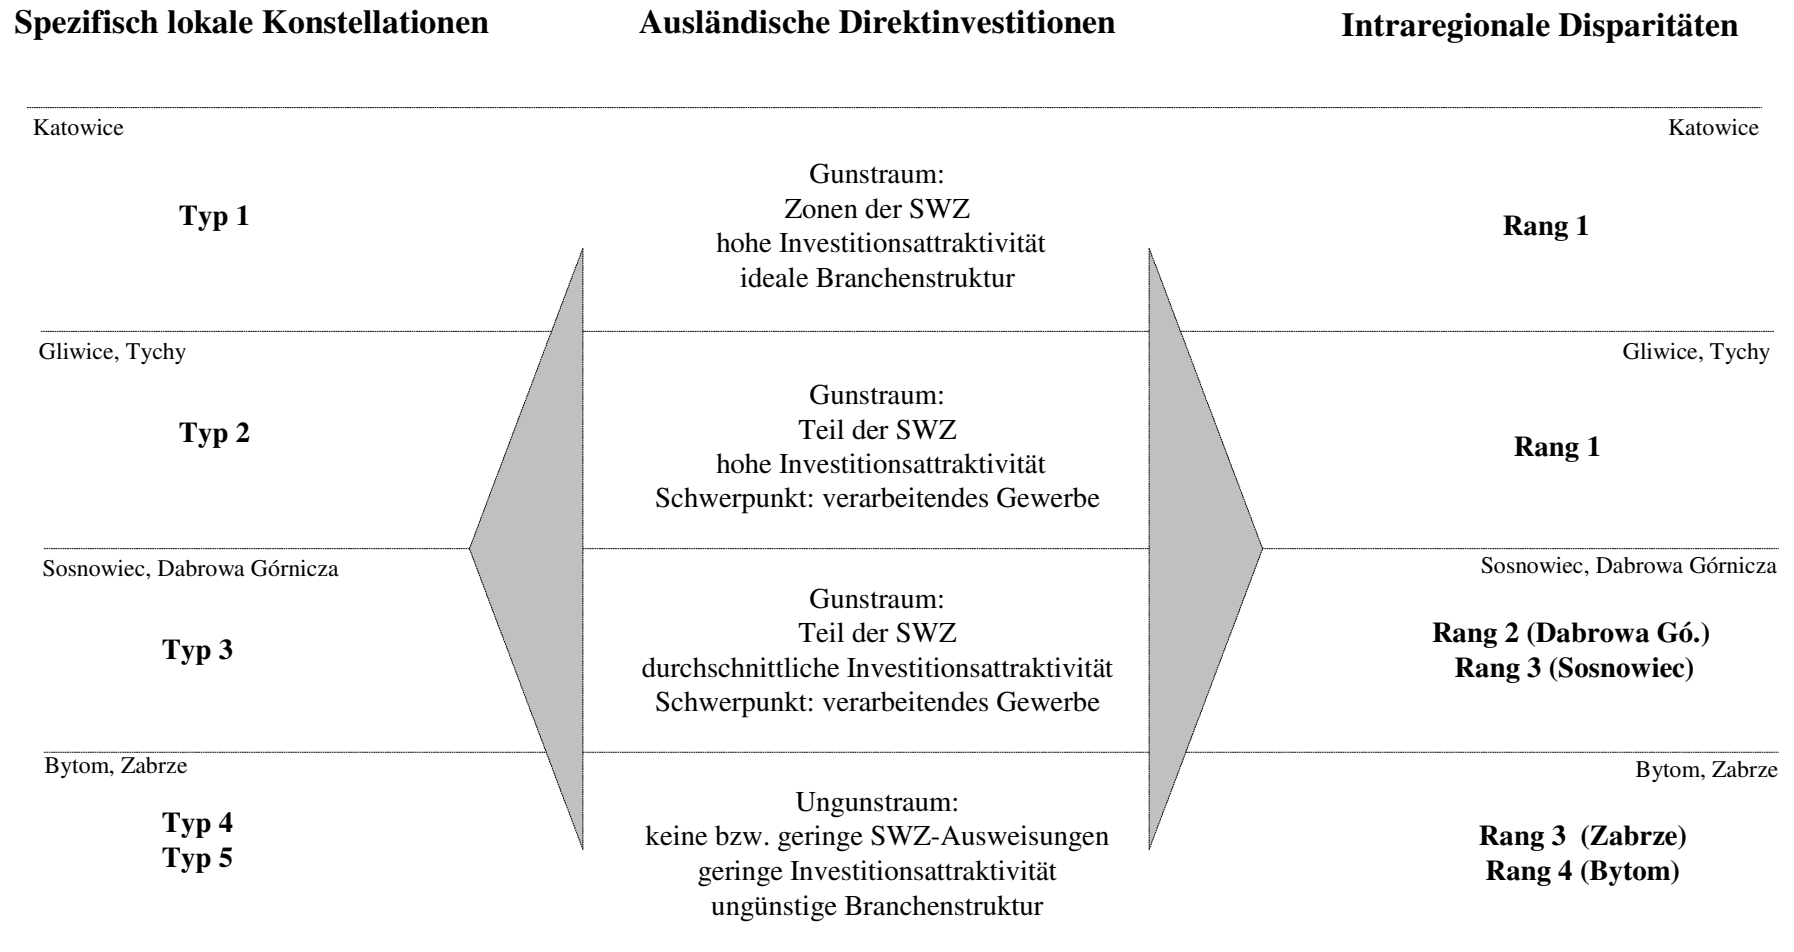 Spezifisch lokale Konstellationen
Ausländische Direktinvestitionen
Intraregionale Disparitäten
Katowice
Katowice
Typ 1
Gunstraum:
Zonen der SWZ
hohe Investitionsattraktivität
ideale Branchenstruktur
Rang 1
Gliwice, Tychy
Gliwice, Tychy
Typ 2
Gunstraum:
Teil der SWZ
hohe Investitionsattraktivität
Schwerpunkt: verarbeitendes Gewerbe
Rang 1
Sosnowiec, Dabrowa Górnicza
Sosnowiec, Dabrowa Górnicza
Typ 3
Gunstraum:
Teil der SWZ
durchschnittliche Investitionsattraktivität
Schwerpunkt: verarbeitendes Gewerbe
Rang 2 (Dabrowa Gó.)
Rang 3 (Sosnowiec)
Bytom, Zabrze
Bytom, Zabrze
Typ 4
Typ 5
Ungunstraum:
keine bzw. geringe SWZ-Ausweisungen
geringe Investitionsattraktivität
ungünstige Branchenstruktur
Rang 3 (Zabrze)
Rang 4 (Bytom)